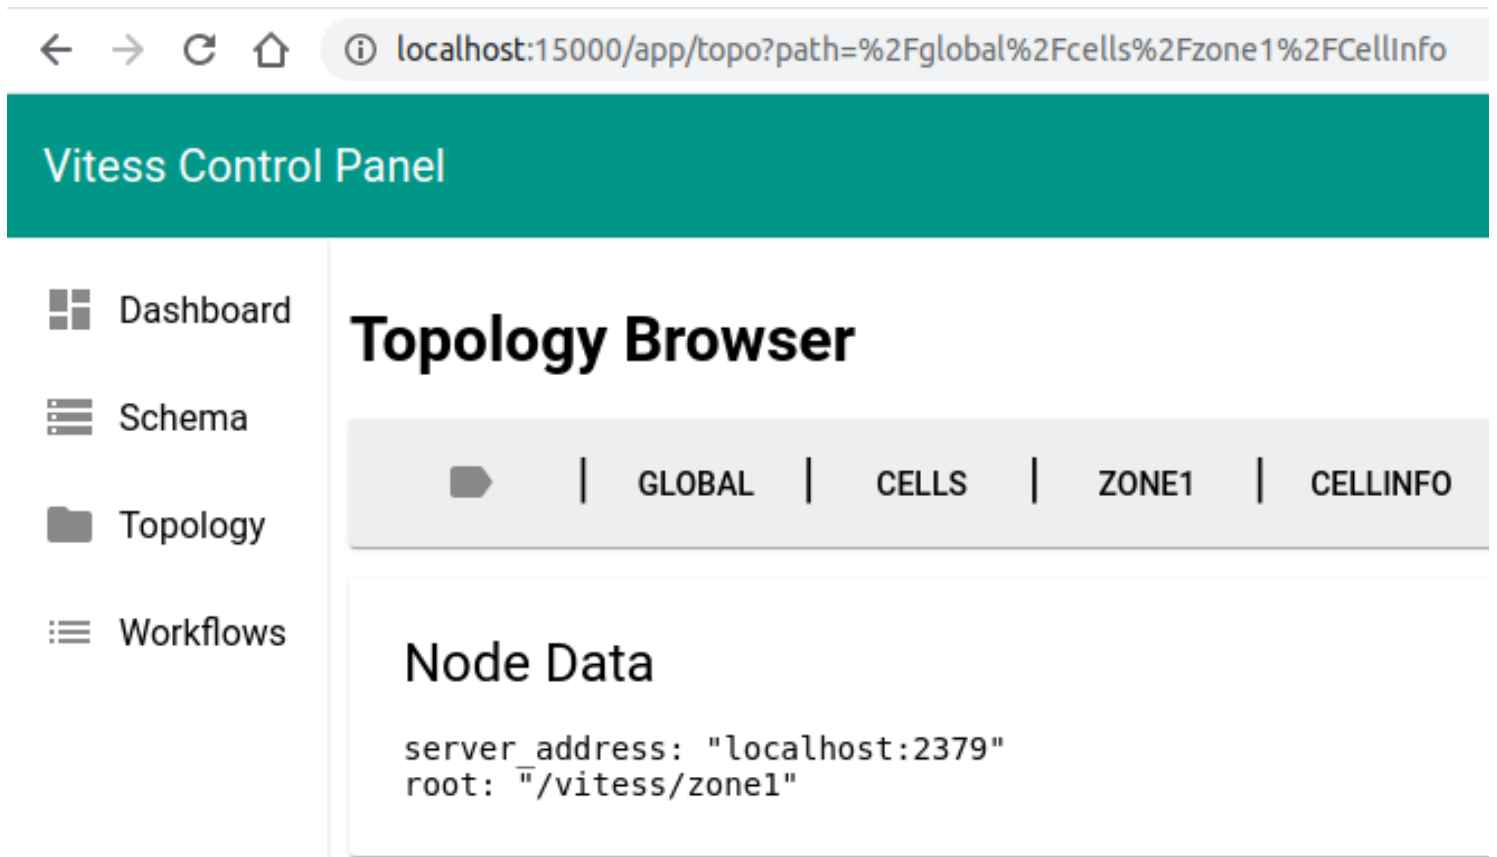 localhost:15000/app/topo?path=%2Fglobal%2Fcells%2Fzone1%2FCellInfo
Vitess Control Panel
Dashboard
Schema
Topology
Workflows
Topology Browser
GLOBAL | CELLS | ZONE1 | CELLINFO
Node Data
server_address: "localhost:2379"
root: "/vitess/zone1"